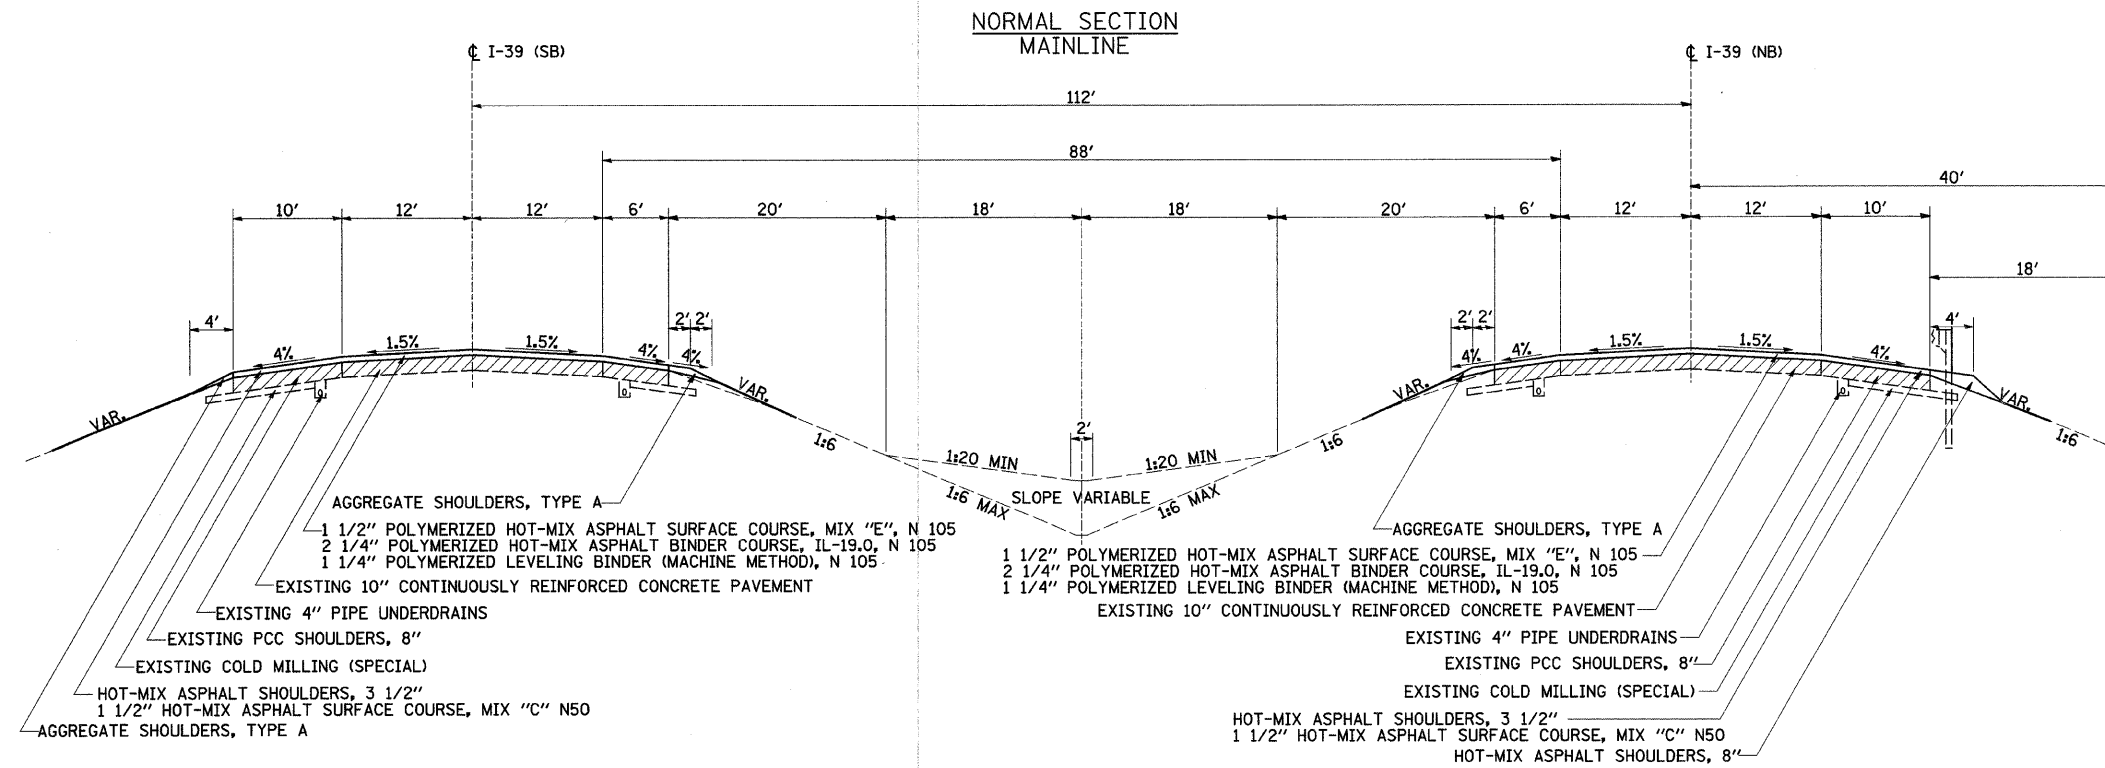 NORMAL SECTION
MAINLINE
℄ I-39 (SB)
℄ I-39 (NB)
112'
88'
40'
10'
12'
12'
6'
20'
18'
18'
20'
6'
12'
12'
10'
18'
4'
2'
2'
2'
2'
4'
4%
1.5%
1.5%
4%
4%
4%
4%
1.5%
1.5%
4%
VAR.
VAR.
VAR.
VAR.
1:6
1:6
1:6
2'
1:20 MIN
1:20 MIN
1:6 MAX
SLOPE VARIABLE
1:6 MAX
AGGREGATE SHOULDERS, TYPE A
1 1/2" POLYMERIZED HOT-MIX ASPHALT SURFACE COURSE, MIX "E", N 105
2 1/4" POLYMERIZED HOT-MIX ASPHALT BINDER COURSE, IL-19.0, N 105
1 1/4" POLYMERIZED LEVELING BINDER (MACHINE METHOD), N 105
EXISTING 10" CONTINUOUSLY REINFORCED CONCRETE PAVEMENT
EXISTING 4" PIPE UNDERDRAINS
EXISTING PCC SHOULDERS, 8"
EXISTING COLD MILLING (SPECIAL)
HOT-MIX ASPHALT SHOULDERS, 3 1/2"
1 1/2" HOT-MIX ASPHALT SURFACE COURSE, MIX "C" N50
AGGREGATE SHOULDERS, TYPE A
AGGREGATE SHOULDERS, TYPE A
1 1/2" POLYMERIZED HOT-MIX ASPHALT SURFACE COURSE, MIX "E", N 105
2 1/4" POLYMERIZED HOT-MIX ASPHALT BINDER COURSE, IL-19.0, N 105
1 1/4" POLYMERIZED LEVELING BINDER (MACHINE METHOD), N 105
EXISTING 10" CONTINUOUSLY REINFORCED CONCRETE PAVEMENT
EXISTING 4" PIPE UNDERDRAINS
EXISTING PCC SHOULDERS, 8"
EXISTING COLD MILLING (SPECIAL)
HOT-MIX ASPHALT SHOULDERS, 3 1/2"
1 1/2" HOT-MIX ASPHALT SURFACE COURSE, MIX "C" N50
HOT-MIX ASPHALT SHOULDERS, 8"